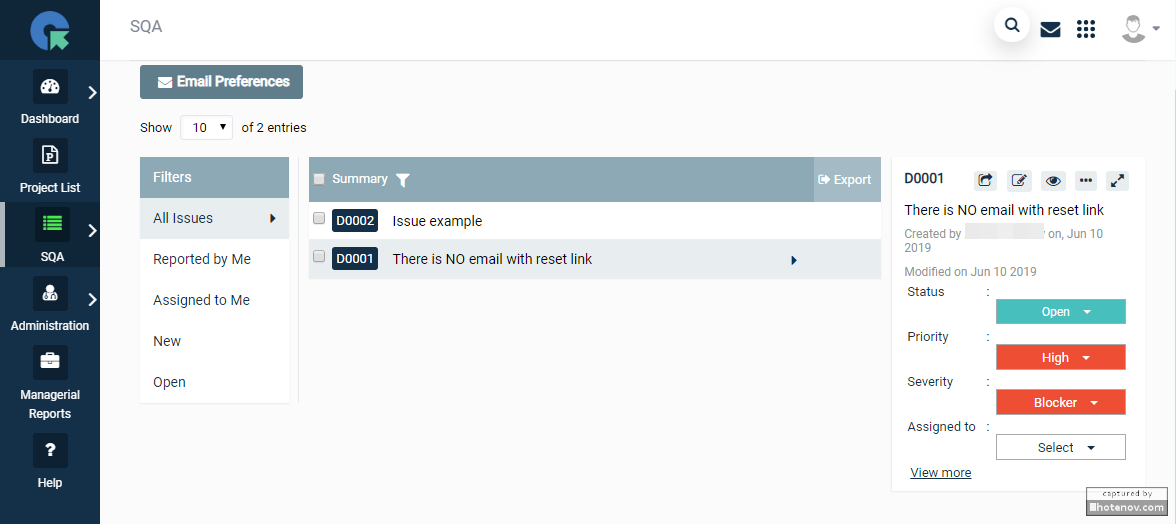 SQA
Dashboard
Project List
SQA
Administration
Managerial
Reports
?
Help
Email Preferences
Show 10 of 2 entries
Filters
All Issues
Reported by Me
Assigned to Me
New
Open
Summary Export
D0002 Issue example
D0001 There is NO email with reset link
D0001
There is NO email with reset link
Created by on, Jun 10
2019
Modified on Jun 10 2019
Status : Open
Priority : High
Severity : Blocker
Assigned to : Select
View more
captured by
hotenov.com